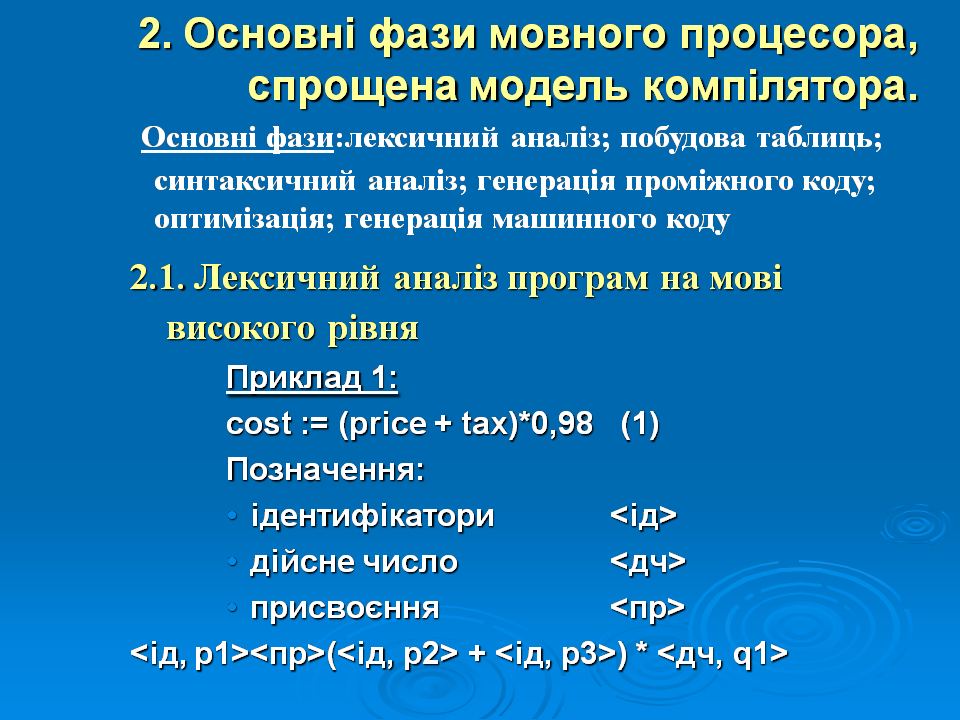 2. Основні фази мовного процесора,
спрощена модель компілятора.
Основні фази:лексичний аналіз; побудова таблиць;
синтаксичний аналіз; генерація проміжного коду;
оптимізація; генерація машинного коду
2.1. Лексичний аналіз програм на мові
високого рівня
Приклад 1:
cost := (price + tax)*0,98 (1)
Позначення:
• ідентифікатори <ід>
• дійсне число <дч>
• присвоєння <пр>
<ід, p1><пр>(<ід, p2> + <ід, p3>) * <дч, q1>